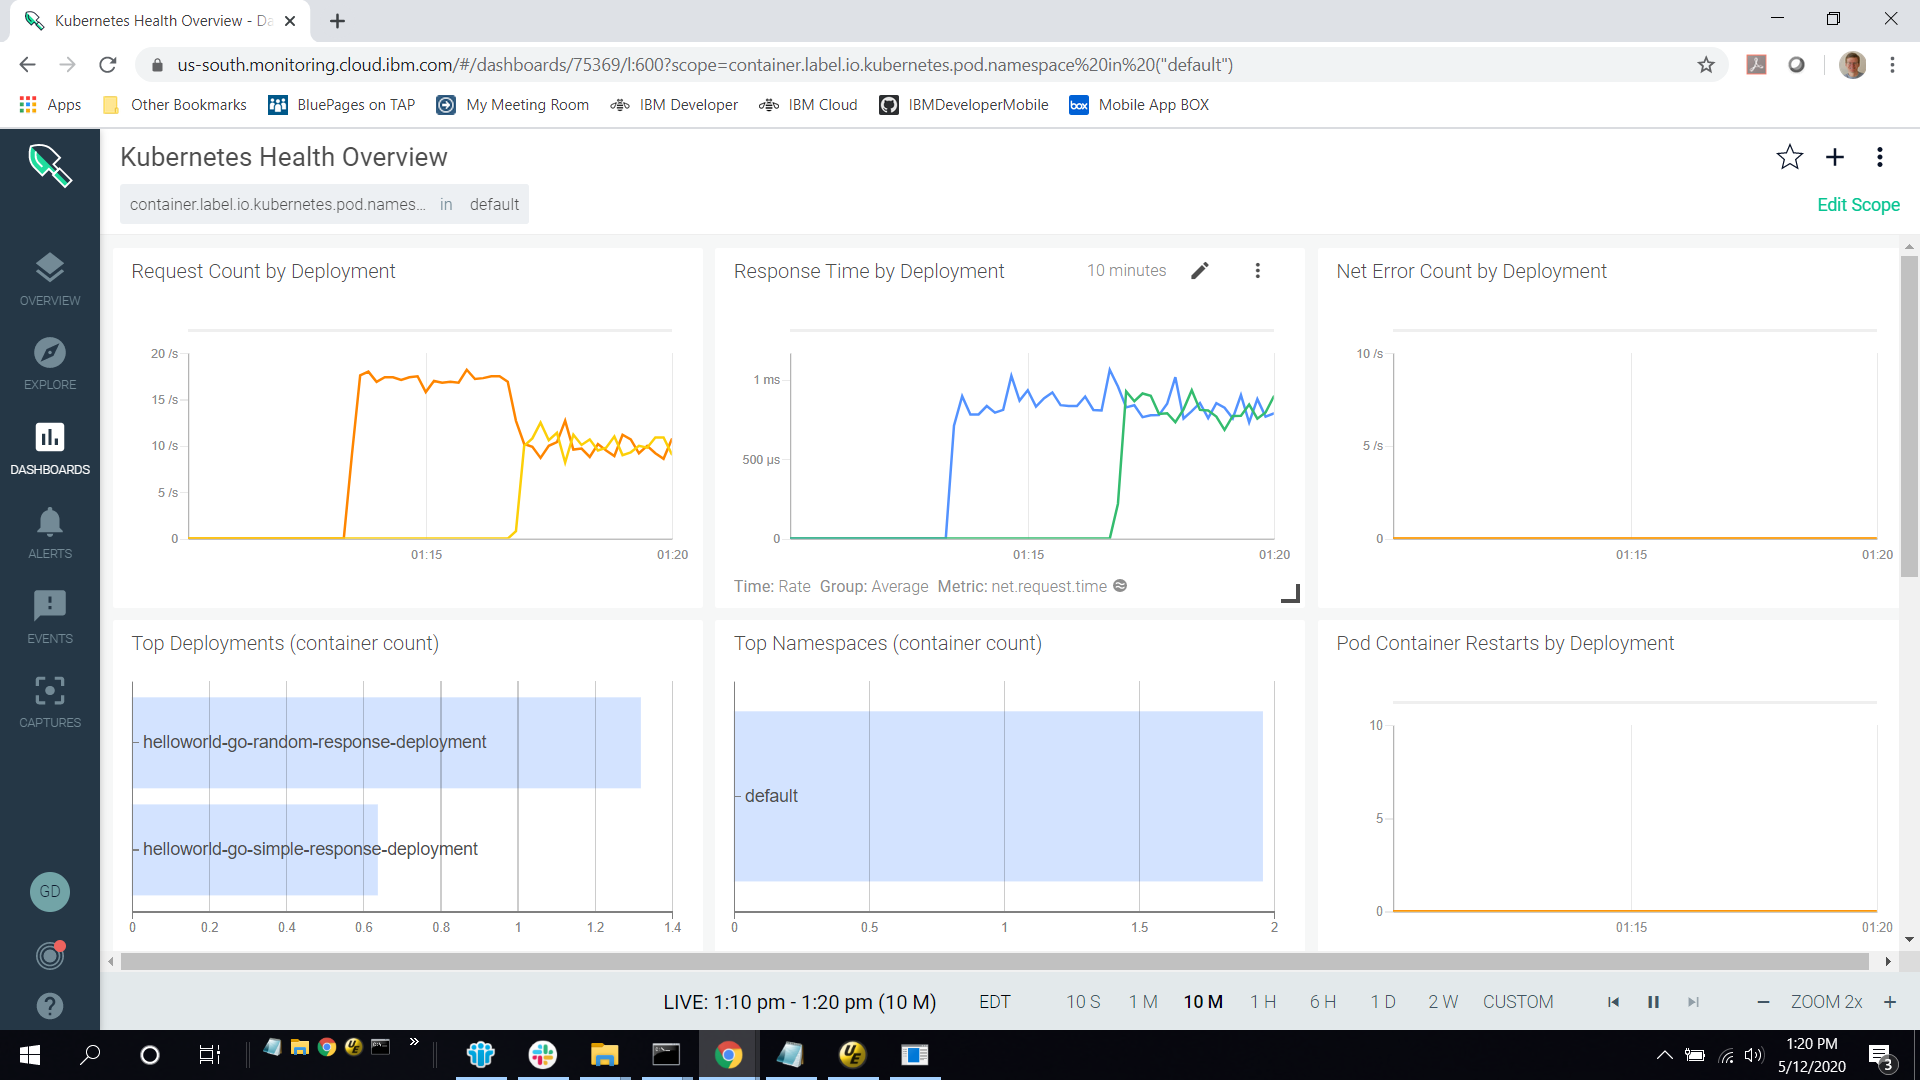 Kubernetes Health Overview - Da
us-south.monitoring.cloud.ibm.com/#/dashboards/75369/l:600?scope=container.label.io.kubernetes.pod.namespace%20in%20("default")
Apps Other Bookmarks BluePages on TAP My Meeting Room IBM Developer IBM Cloud IBMDeveloperMobile box Mobile App BOX
Kubernetes Health Overview
container.label.io.kubernetes.pod.names... in default
Edit Scope
OVERVIEW
EXPLORE
DASHBOARDS
ALERTS
EVENTS
CAPTURES
GD
Request Count by Deployment
20 /s
15 /s
10 /s
5 /s
0
01:15 01:20
Response Time by Deployment 10 minutes
1 ms
500 µs
0
01:15 01:20
Time: Rate Group: Average Metric: net.request.time
Net Error Count by Deployment
10 /s
5 /s
0
01:15 01:20
Top Deployments (container count)
helloworld-go-random-response-deployment
helloworld-go-simple-response-deployment
0 0.2 0.4 0.6 0.8 1 1.2 1.4
Top Namespaces (container count)
default
0 0.5 1 1.5 2
Pod Container Restarts by Deployment
10
5
0
01:15 01:20
LIVE: 1:10 pm - 1:20 pm (10 M) EDT 10 S 1 M 10 M 1 H 6 H 1 D 2 W CUSTOM ZOOM 2x
UE
UE
1:20 PM
5/12/2020
3